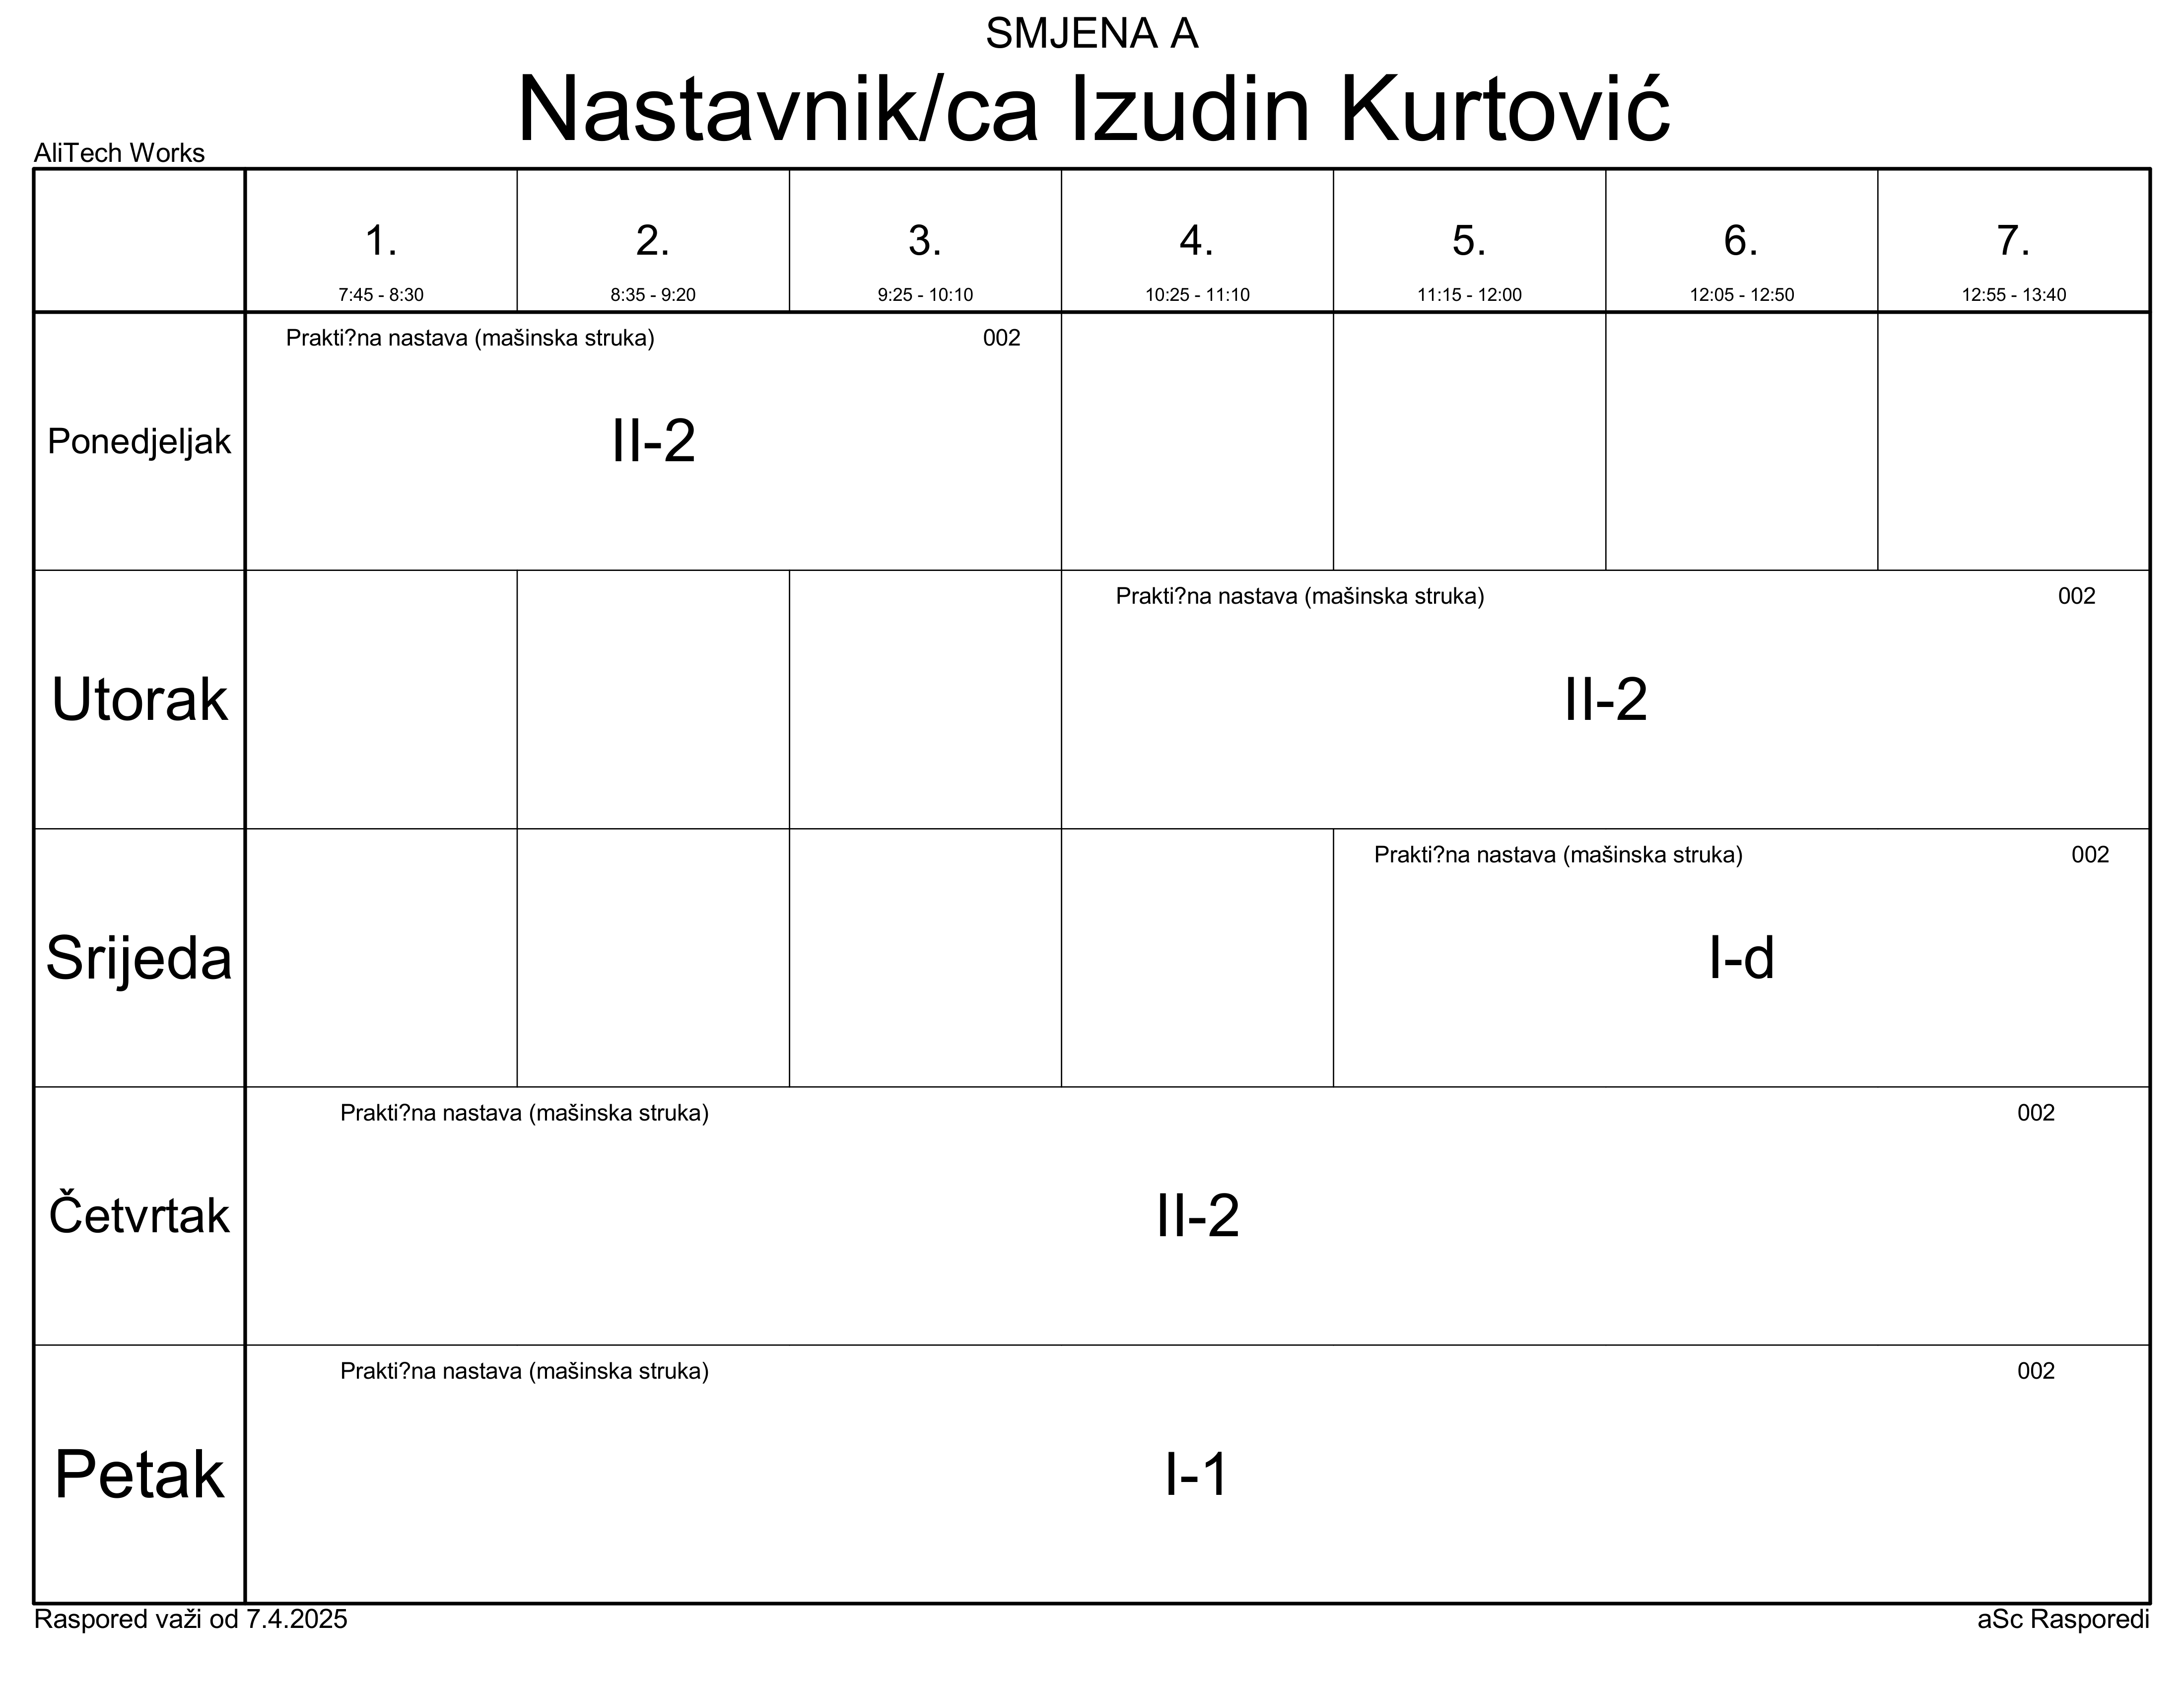 SMJENA A
Nastavnik/ca Izudin Kurtović
AliTech Works
1. 2. 3. 4. 5. 6. 7.
7:45 - 8:30 8:35 - 9:20 9:25 - 10:10 10:25 - 11:10 11:15 - 12:00 12:05 - 12:50 12:55 - 13:40
Prakti?na nastava (mašinska struka) 002
Ponedjeljak II-2
Prakti?na nastava (mašinska struka) 002
Utorak II-2
Prakti?na nastava (mašinska struka) 002
Srijeda I-d
Prakti?na nastava (mašinska struka) 002
Četvrtak II-2
Prakti?na nastava (mašinska struka) 002
Petak I-1
Raspored važi od 7.4.2025 aSc Rasporedi